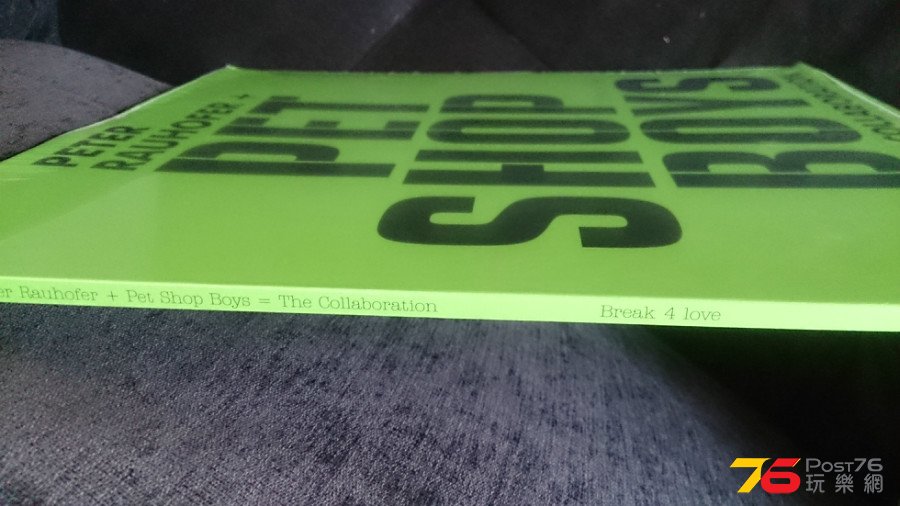 PETER
RAUHOFER +
PET
SHOP
BOYS
er Rauhofer + Pet Shop Boys = The Collaboration
Break 4 love
76 Post76
玩樂網